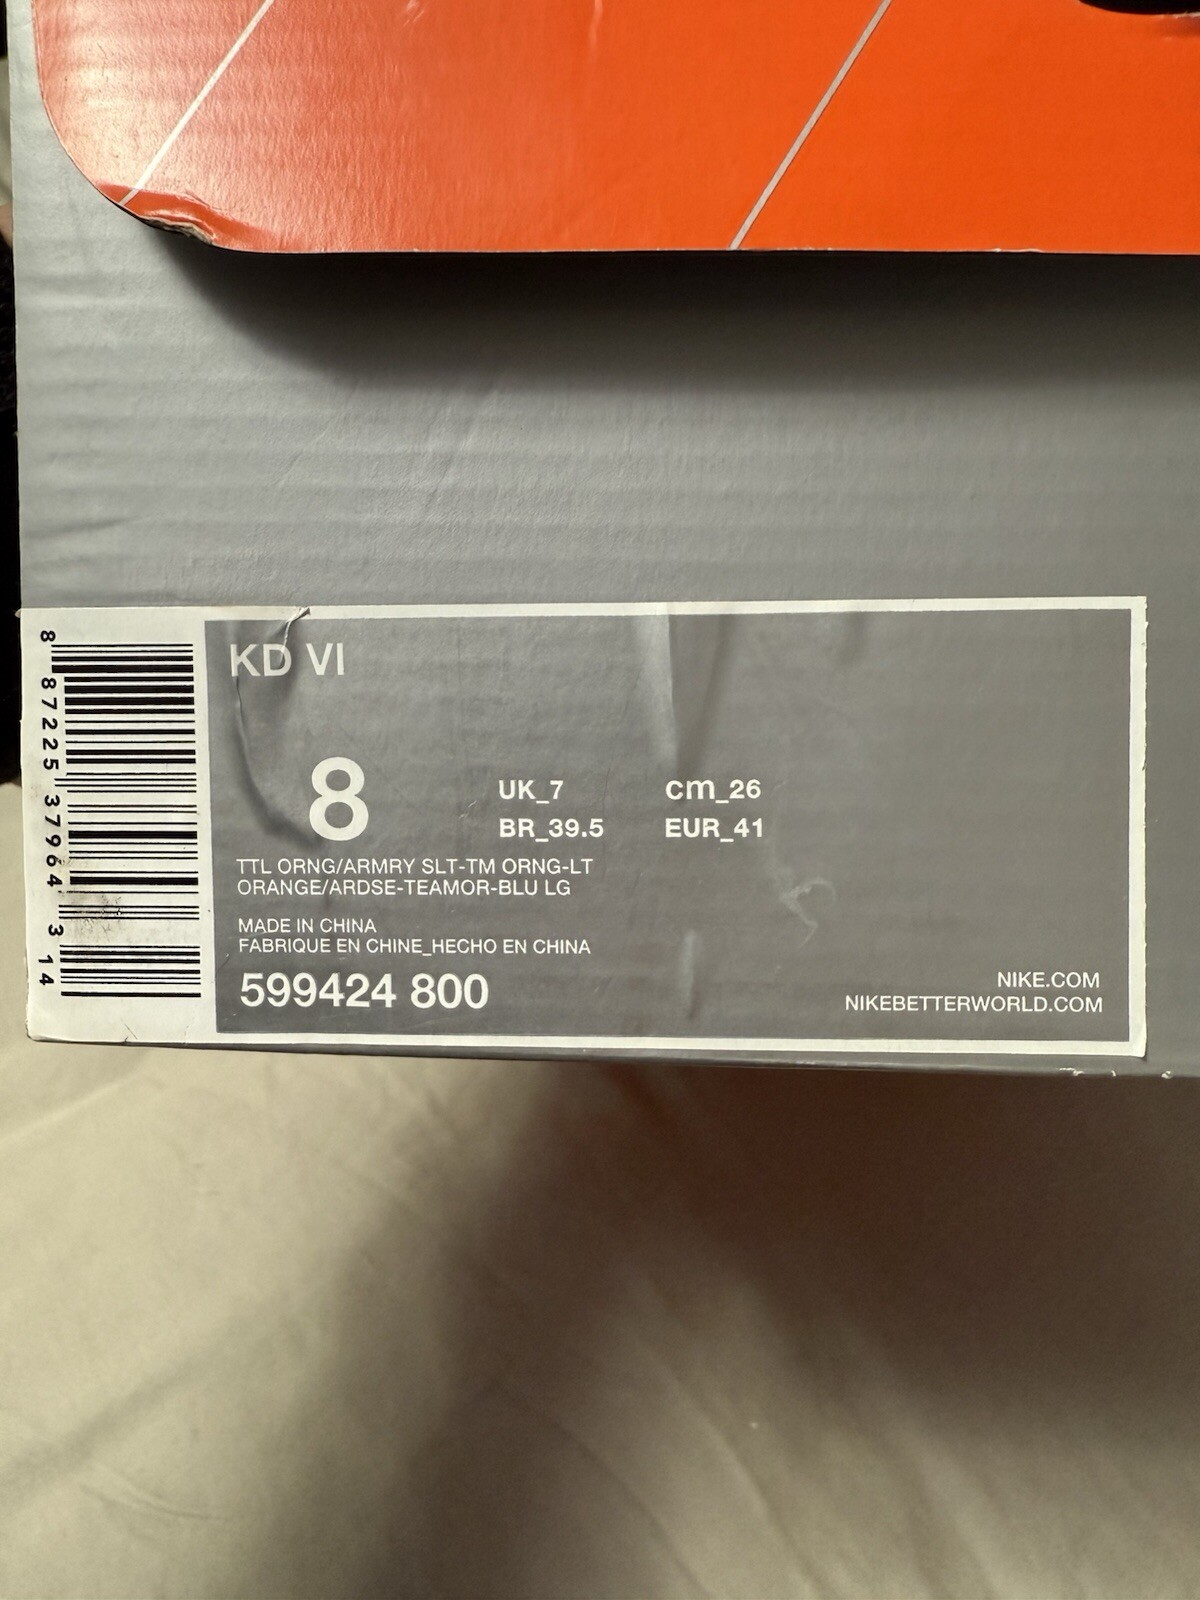 KD VI
8
UK_7 cm_26
BR_39.5 EUR_41
TTL ORNG/ARMRY SLT-TM ORNG-LT
ORANGE/ARDSE-TEAMOR-BLU LG
MADE IN CHINA
FABRIQUE EN CHINE_HECHO EN CHINA
599424 800
NIKE.COM
NIKEBETTERWORLD.COM
8 87225 37964 3 14